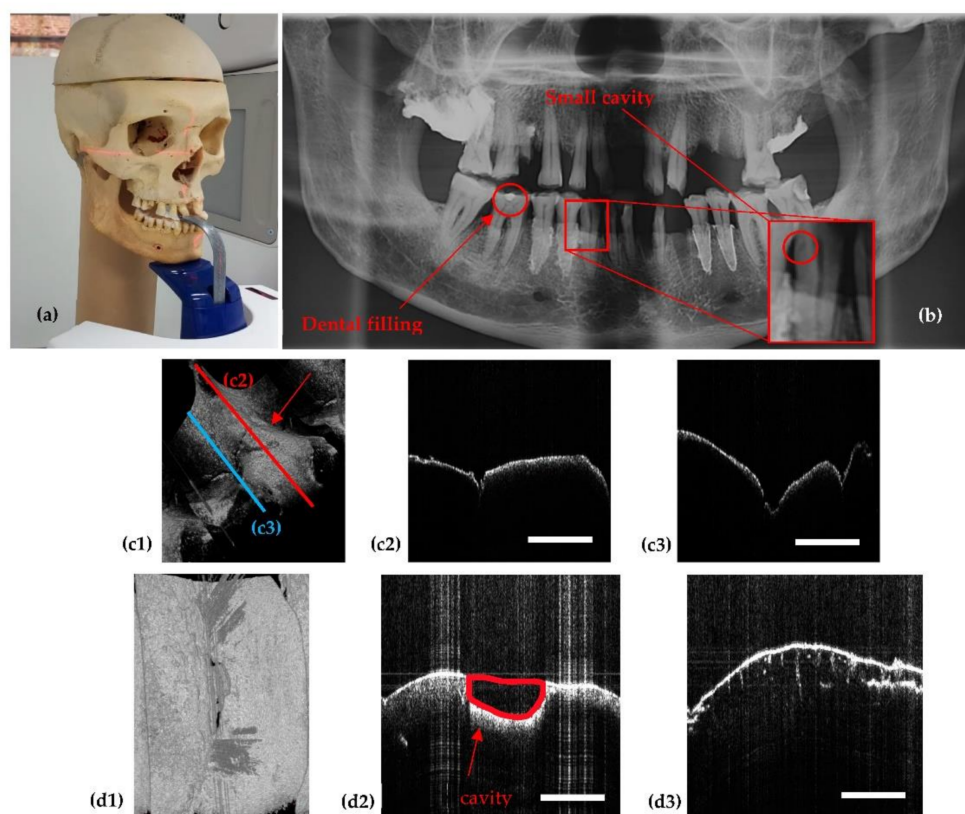 Small cavity
(a)
Dental filling
(b)
(c2)
(c3)
(c1)
(c2)
(c3)
cavity
(d1)
(d2)
(d3)